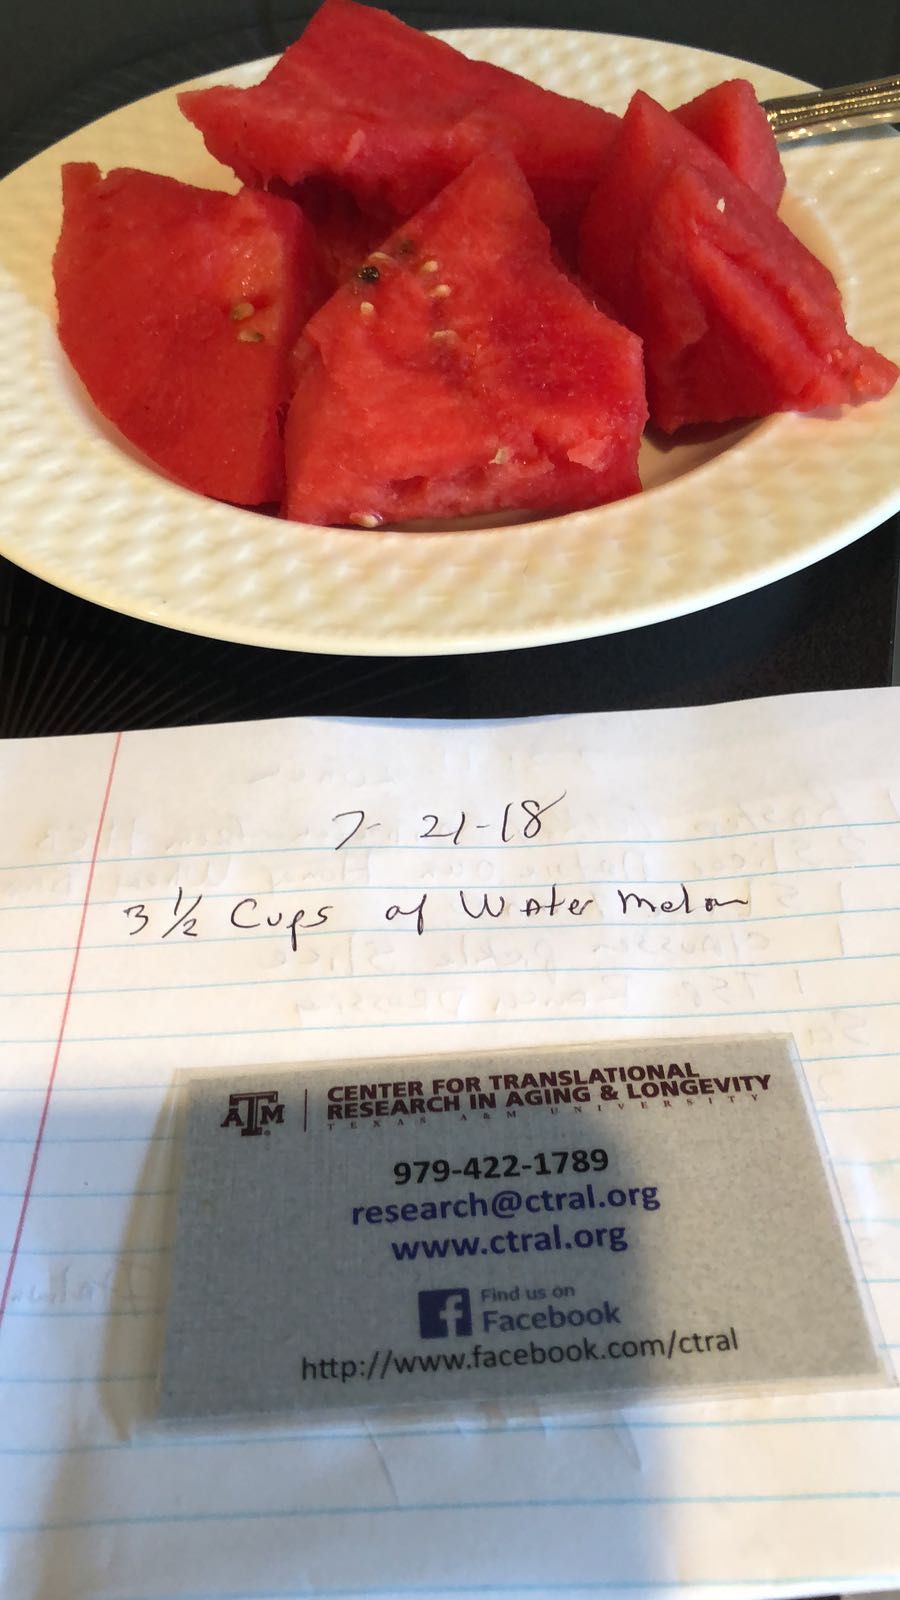 7-21-18
3 ½ Cups of Water melon
ATM
CENTER FOR TRANSLATIONAL
RESEARCH IN AGING & LONGEVITY
TEXAS A&M UNIVERSITY
979-422-1789
research@ctral.org
www.ctral.org
f Find us on
Facebook
http://www.facebook.com/ctral